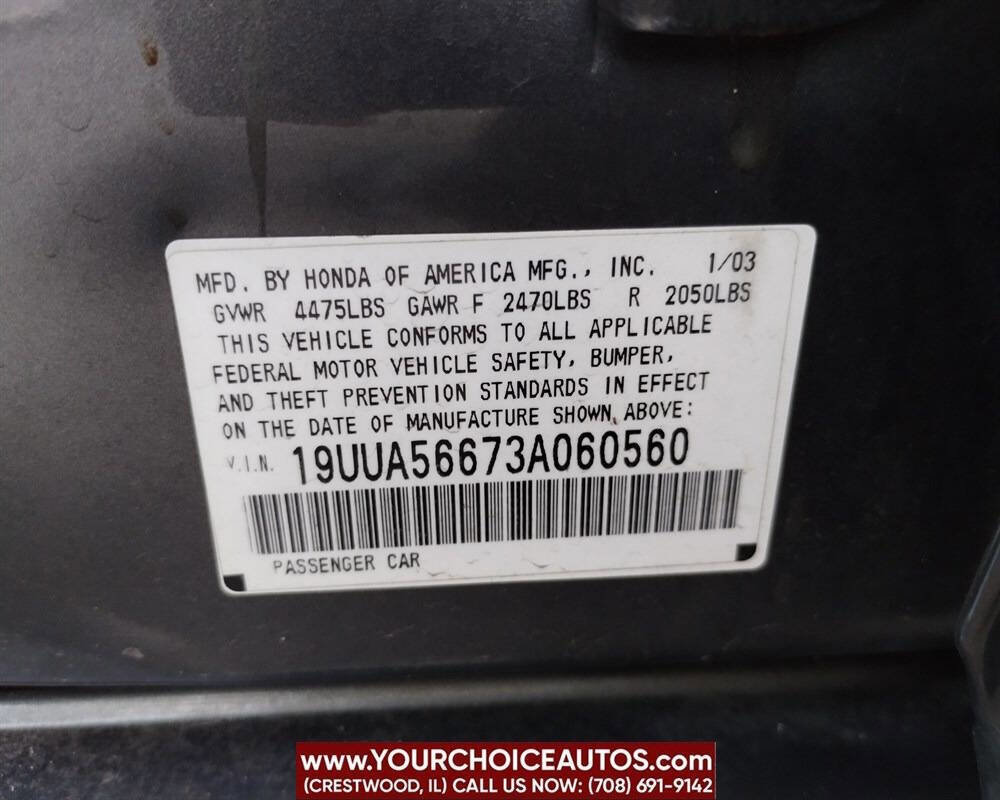 MFD. BY HONDA OF AMERICA MFG., INC. 1/03
GVWR 4475LBS GAWR F 2470LBS R 2050LBS
THIS VEHICLE CONFORMS TO ALL APPLICABLE
FEDERAL MOTOR VEHICLE SAFETY, BUMPER,
AND THEFT PREVENTION STANDARDS IN EFFECT
ON THE DATE OF MANUFACTURE SHOWN ABOVE:
V.I.N. 19UUA56673A060560
PASSENGER CAR
WWW.YOURCHOICEAUTOS.COM
(CRESTWOOD, IL) CALL US NOW: (708) 691-9142